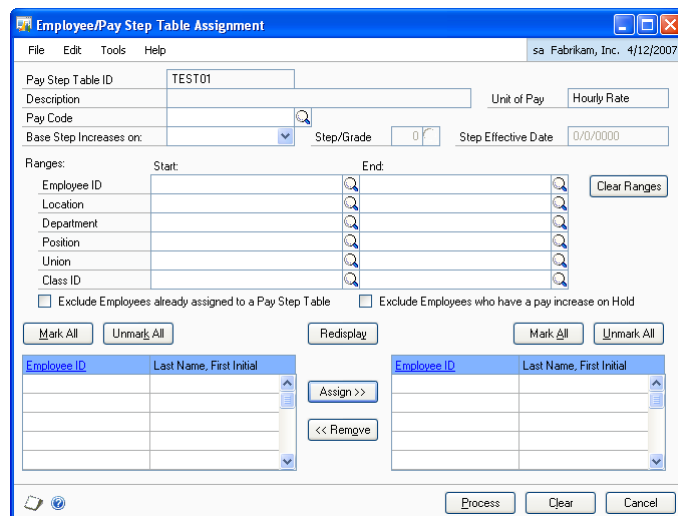 Employee/Pay Step Table Assignment
File Edit Tools Help sa Fabrikam, Inc. 4/12/2007
Pay Step Table ID TEST01
Description Unit of Pay Hourly Rate
Pay Code
Base Step Increases on: Step/Grade 0 Step Effective Date 0/0/0000
Ranges: Start: End:
Employee ID Clear Ranges
Location
Department
Position
Union
Class ID
Exclude Employees already assigned to a Pay Step Table Exclude Employees who have a pay increase on Hold
Mark All Unmark All Redisplay Mark All Unmark All
Employee ID Last Name, First Initial Employee ID Last Name, First Initial
Assign >>
<< Remove
Process Clear Cancel